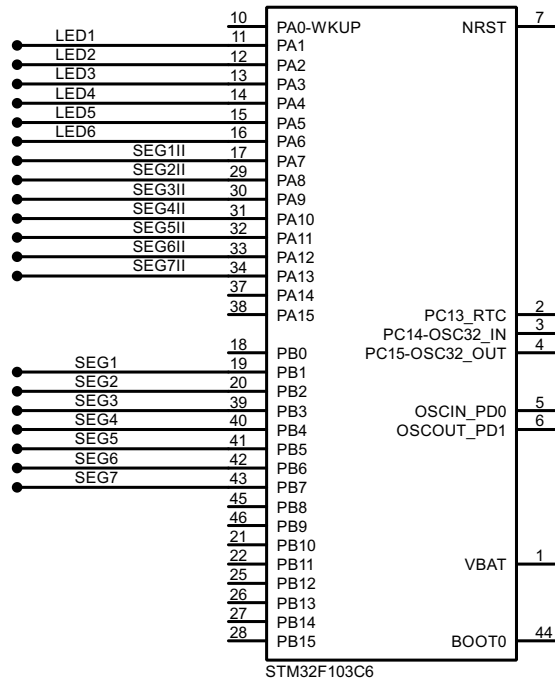 10 PA0-WKUP NRST 7
LED1 11 PA1
LED2 12 PA2
LED3 13 PA3
LED4 14 PA4
LED5 15 PA5
LED6 16 PA6
SEG1II 17 PA7
SEG2II 29 PA8
SEG3II 30 PA9
SEG4II 31 PA10
SEG5II 32 PA11
SEG6II 33 PA12
SEG7II 34 PA13
37 PA14
38 PA15 PC13_RTC 2
PC14-OSC32_IN 3
18 PB0 PC15-OSC32_OUT 4
SEG1 19 PB1
SEG2 20 PB2
SEG3 39 PB3 OSCIN_PD0 5
SEG4 40 PB4 OSCOUT_PD1 6
SEG5 41 PB5
SEG6 42 PB6
SEG7 43 PB7
45 PB8
46 PB9
21 PB10
22 PB11 VBAT 1
25 PB12
26 PB13
27 PB14
28 PB15 BOOT0 44
STM32F103C6